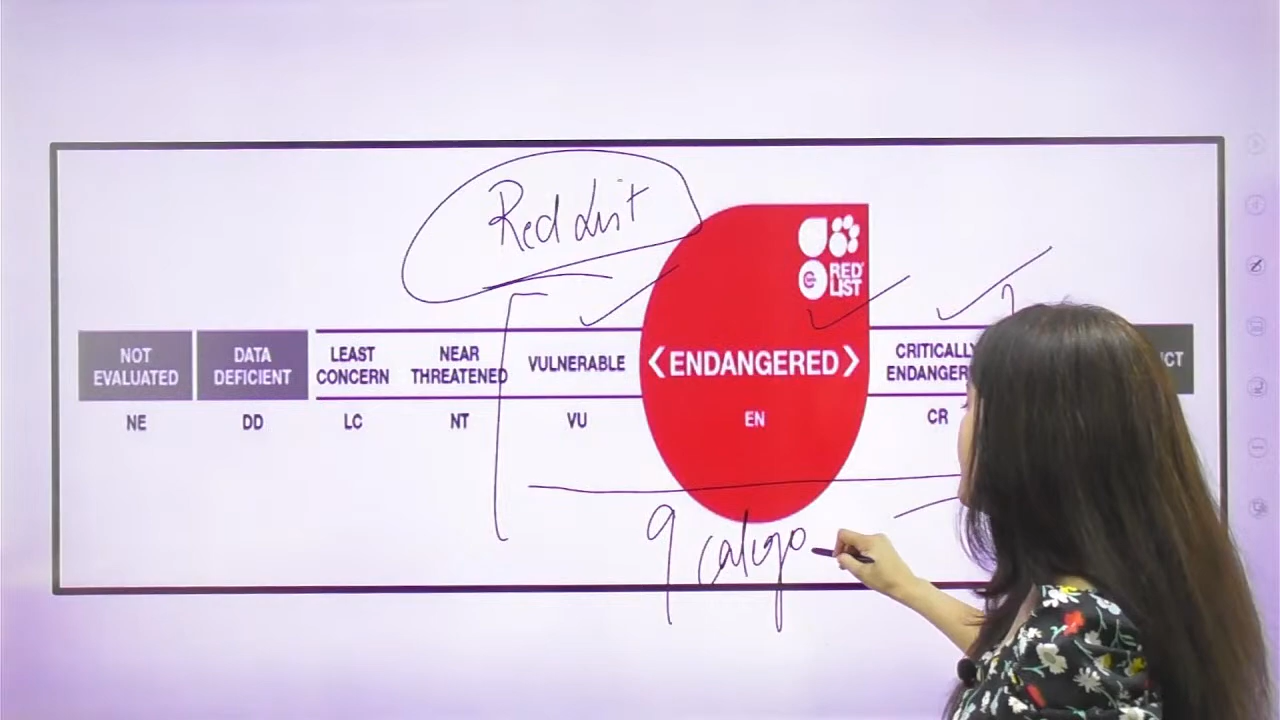 Red List
RED
LIST
NOT
EVALUATED
DATA
DEFICIENT
LEAST
CONCERN
NEAR
THREATENED
VULNERABLE
<ENDANGERED>
CRITICALLY
NE
DD
LC
NT
VU
EN
CR
9 catego